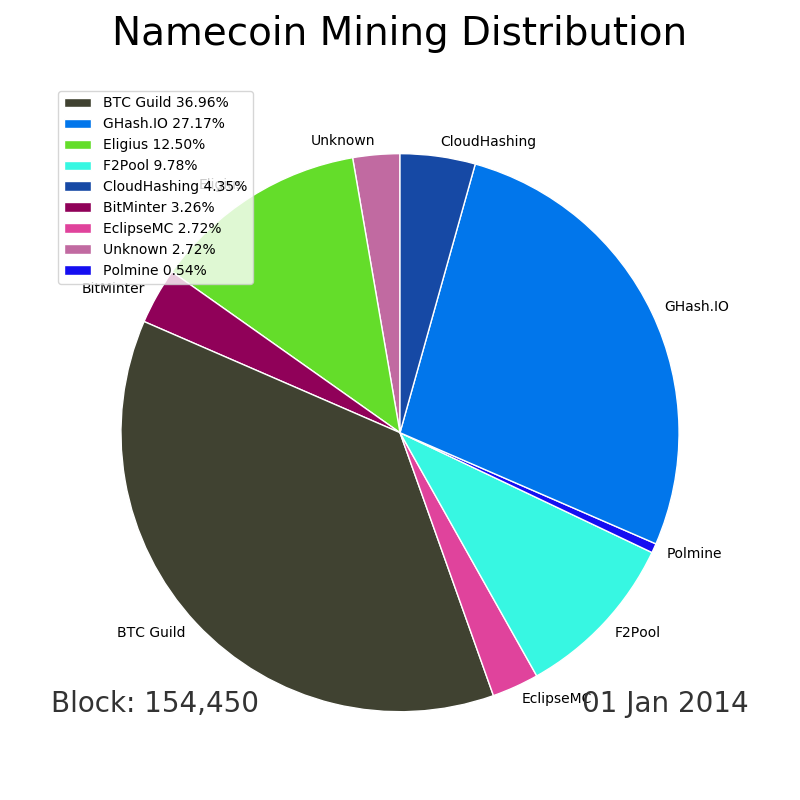 Namecoin Mining Distribution
BTC Guild 36.96%
GHash.IO 27.17%
Eligius 12.50%
F2Pool 9.78%
CloudHashing 4.35%
BitMinter 3.26%
EclipseMC 2.72%
Unknown 2.72%
Polmine 0.54%
Unknown
CloudHashing
Eligius
BitMinter
GHash.IO
Polmine
BTC Guild
F2Pool
EclipseMC
Block: 154,450
01 Jan 2014